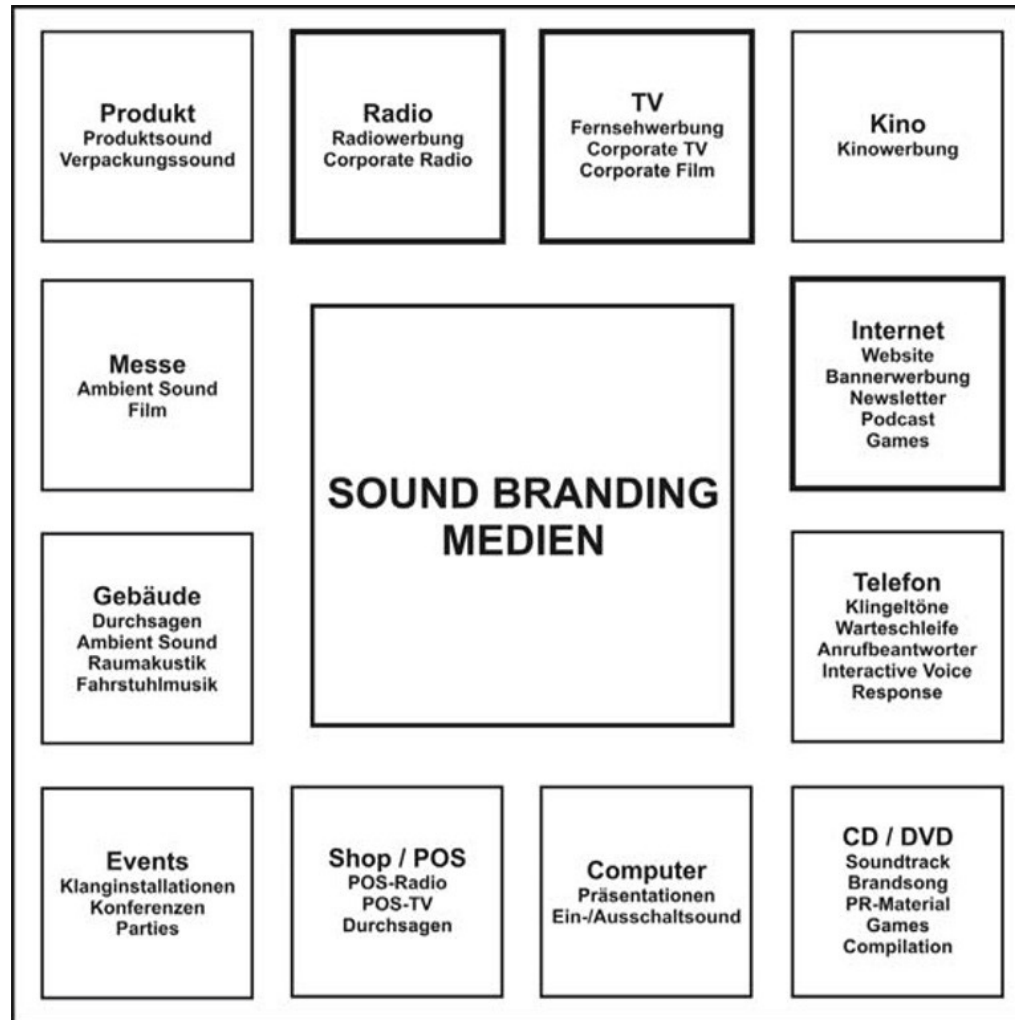 Produkt
Produktsound
Verpackungssound
Radio
Radiowerbung
Corporate Radio
TV
Fernsehwerbung
Corporate TV
Corporate Film
Kino
Kinowerbung
Messe
Ambient Sound
Film
SOUND BRANDING
MEDIEN
Internet
Website
Bannerwerbung
Newsletter
Podcast
Games
Gebäude
Durchsagen
Ambient Sound
Raumakustik
Fahrstuhlmusik
Telefon
Klingeltöne
Warteschleife
Anrufbeantworter
Interactive Voice
Response
Events
Klanginstallationen
Konferenzen
Parties
Shop / POS
POS-Radio
POS-TV
Durchsagen
Computer
Präsentationen
Ein-/Ausschaltsound
CD / DVD
Soundtrack
Brandsong
PR-Material
Games
Compilation